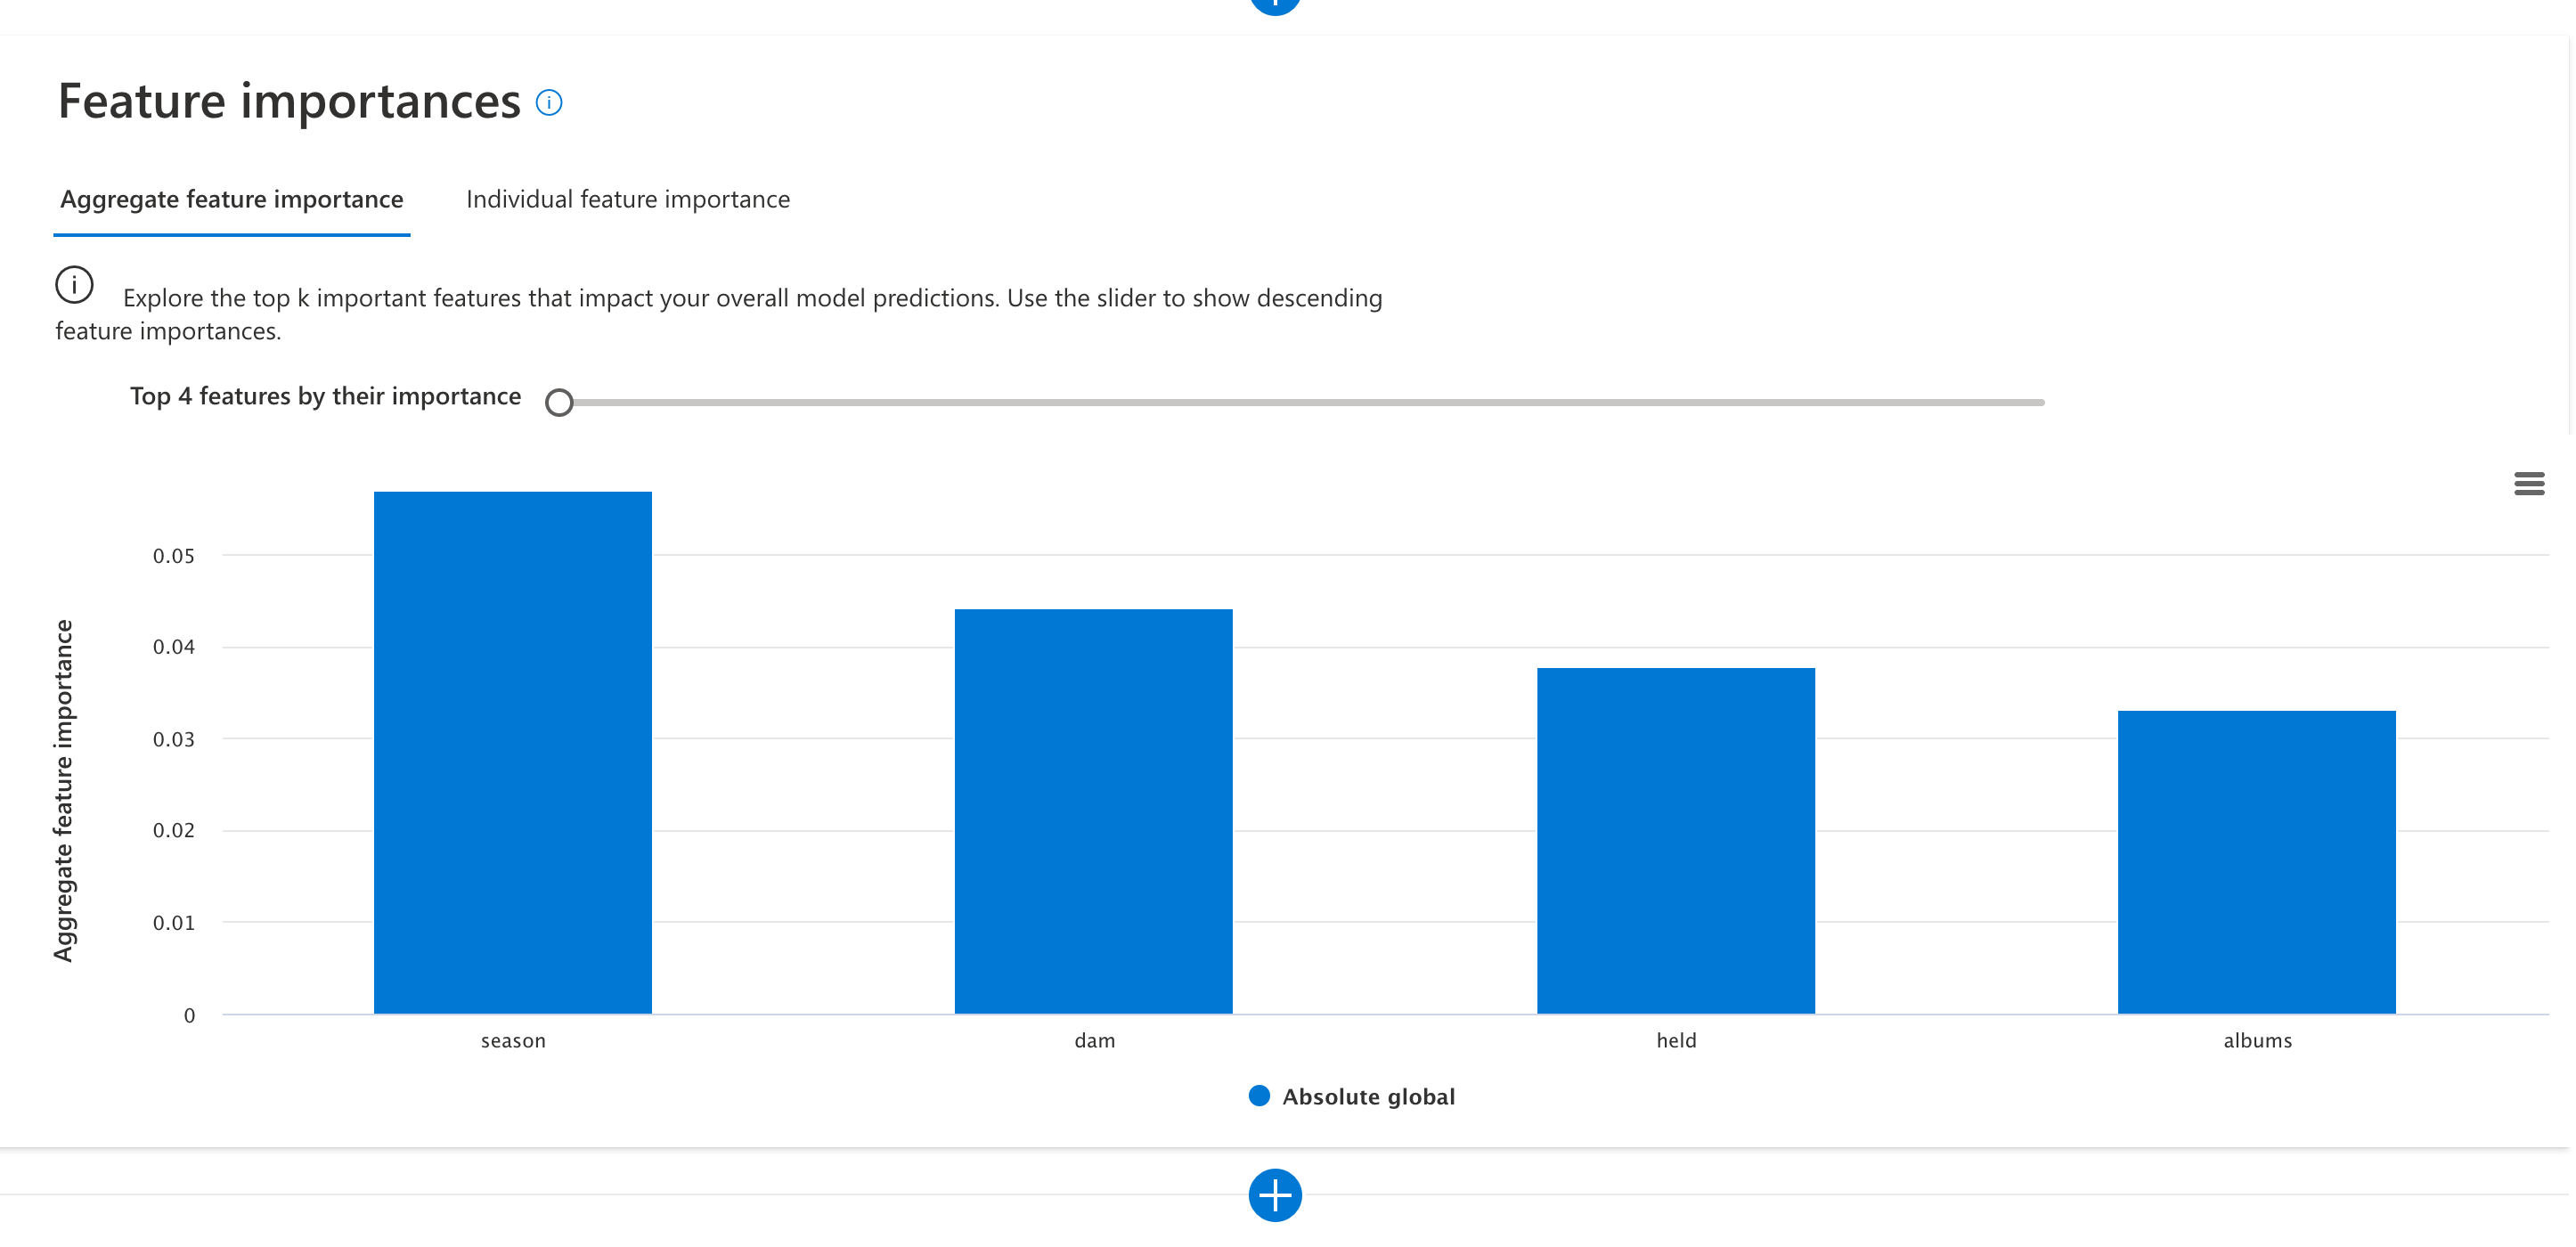 Feature importances
Aggregate feature importance
Individual feature importance
Explore the top k important features that impact your overall model predictions. Use the slider to show descending
feature importances.
Top 4 features by their importance
Aggregate feature importance
0.05
0.04
0.03
0.02
0.01
0
season
dam
held
albums
Absolute global